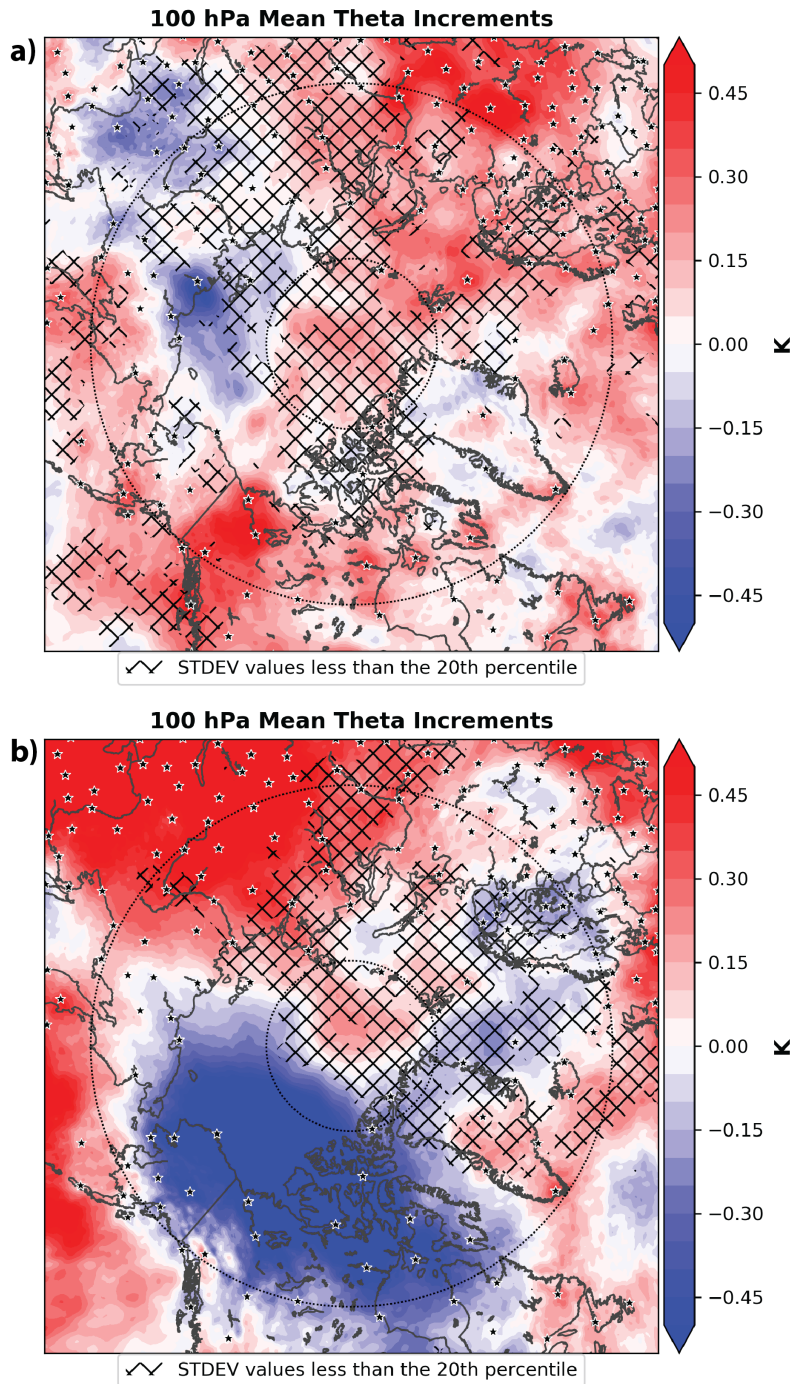 100 hPa Mean Theta Increments
a)
0.45
0.30
0.15
0.00
K
−0.15
−0.30
−0.45
STDEV values less than the 20th percentile
100 hPa Mean Theta Increments
b)
0.45
0.30
0.15
0.00
K
−0.15
−0.30
−0.45
STDEV values less than the 20th percentile